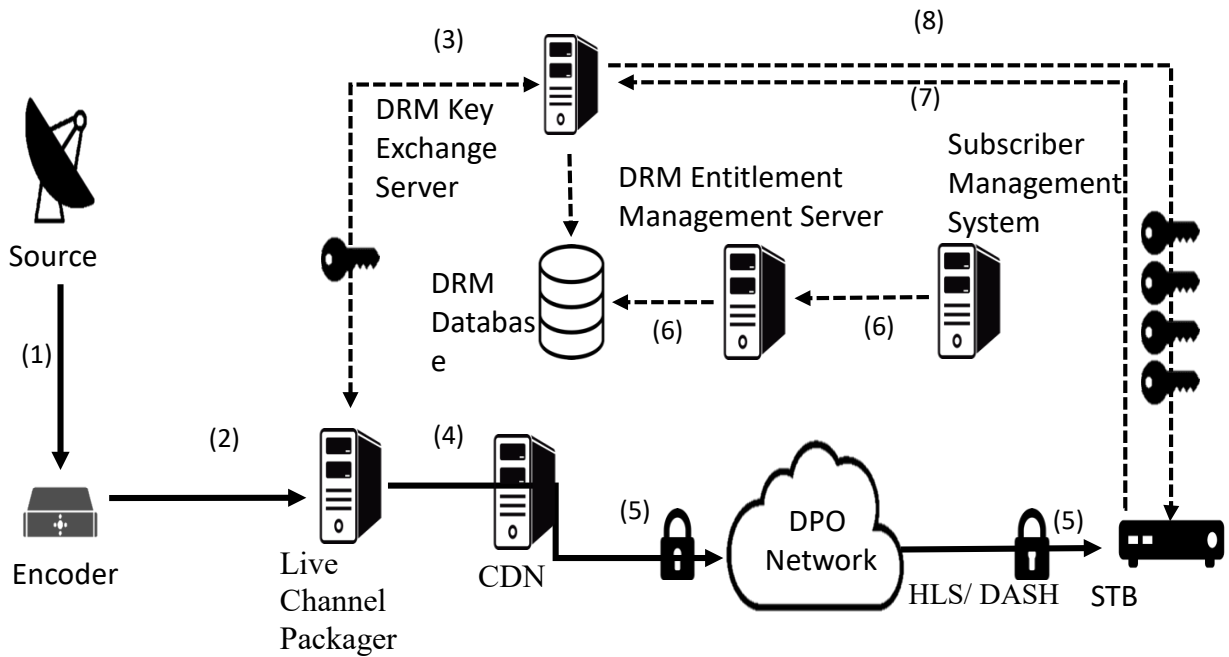 (8)
(3)
(7)
DRM Key
Exchange
Server
Subscriber
Management
System
DRM Entitlement
Management Server
Source
DRM
Databas
e
(6)
(6)
(1)
(2)
(4)
(5)
(5)
DPO
Network
Encoder
Live
Channel
Packager
CDN
HLS/ DASH
STB